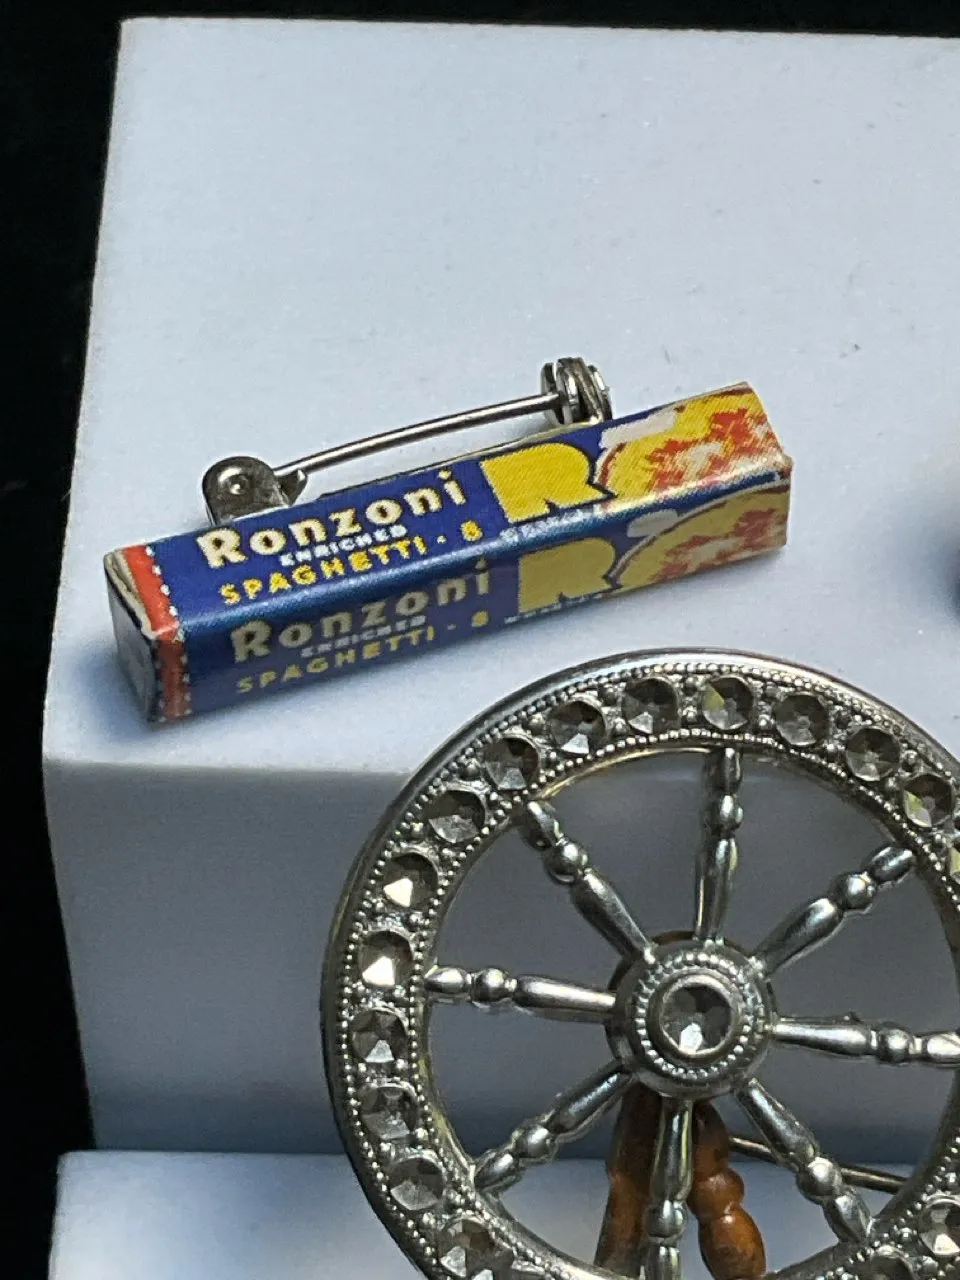 Ronzoni
ENRICHED
SPAGHETTI - 8
R
Ronzoni
ENRICHED
SPAGHETTI - 8
R